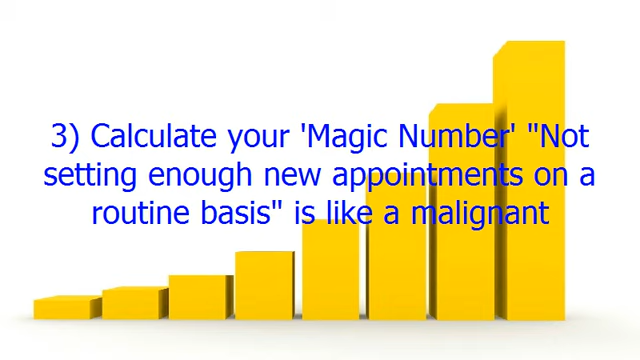 3) Calculate your 'Magic Number' "Not
setting enough new appointments on a
routine basis" is like a malignant